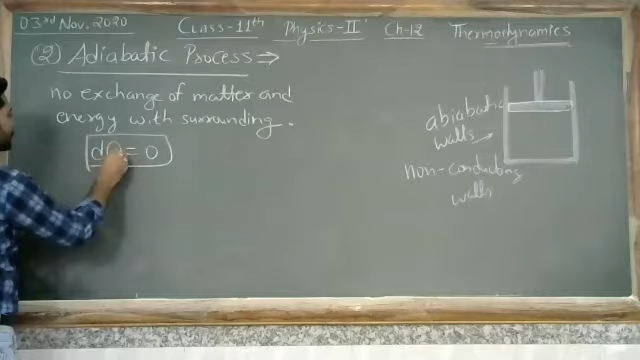 03rd Nov. 2020 Class-11th Physics-II Ch-12 Thermodynamics
(2) Adiabatic Process ⇒
no exchange of matter and
energy with surrounding.
dQ = 0
abiabatic
walls →
non-conducting
walls